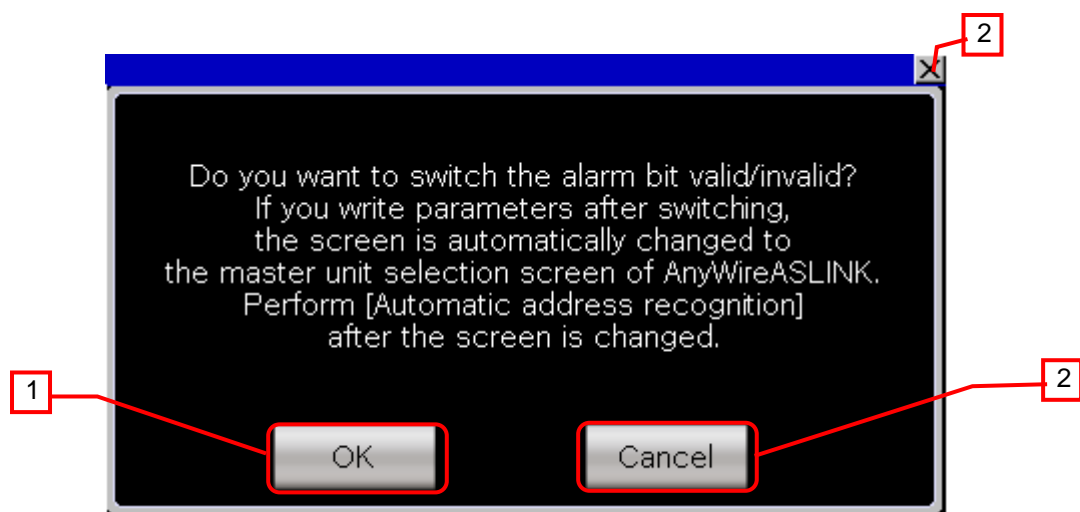 2
Do you want to switch the alarm bit valid/invalid?
If you write parameters after switching,
the screen is automatically changed to
the master unit selection screen of AnyWireASLINK.
Perform [Automatic address recognition]
after the screen is changed.
1
2
OK
Cancel